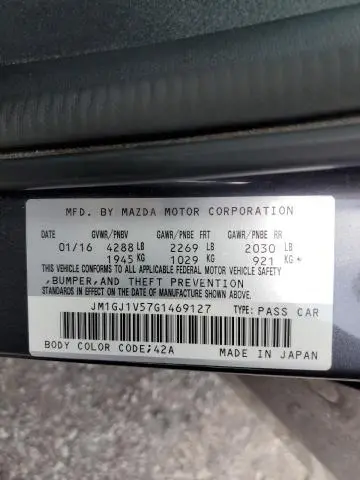 MFD. BY MAZDA MOTOR CORPORATION
GVWR/PNBV GAWR/PNBE FRT GAWR/PNBE RR
01/16 4288 LB 2269 LB 2030 LB
1945 KG 1029 KG 921 KG *
THIS VEHICLE CONFORMS TO ALL APPLICABLE FEDERAL MOTOR VEHICLE SAFETY
,BUMPER,AND THEFT PREVENTION
STANDARDS IN EFFECT ON THE DATE OF MANUFACTURE SHOWN ABOVE.
JM1GJ1V57G1469127 TYPE: PASS CAR
BODY COLOR CODE;42A MADE IN JAPAN